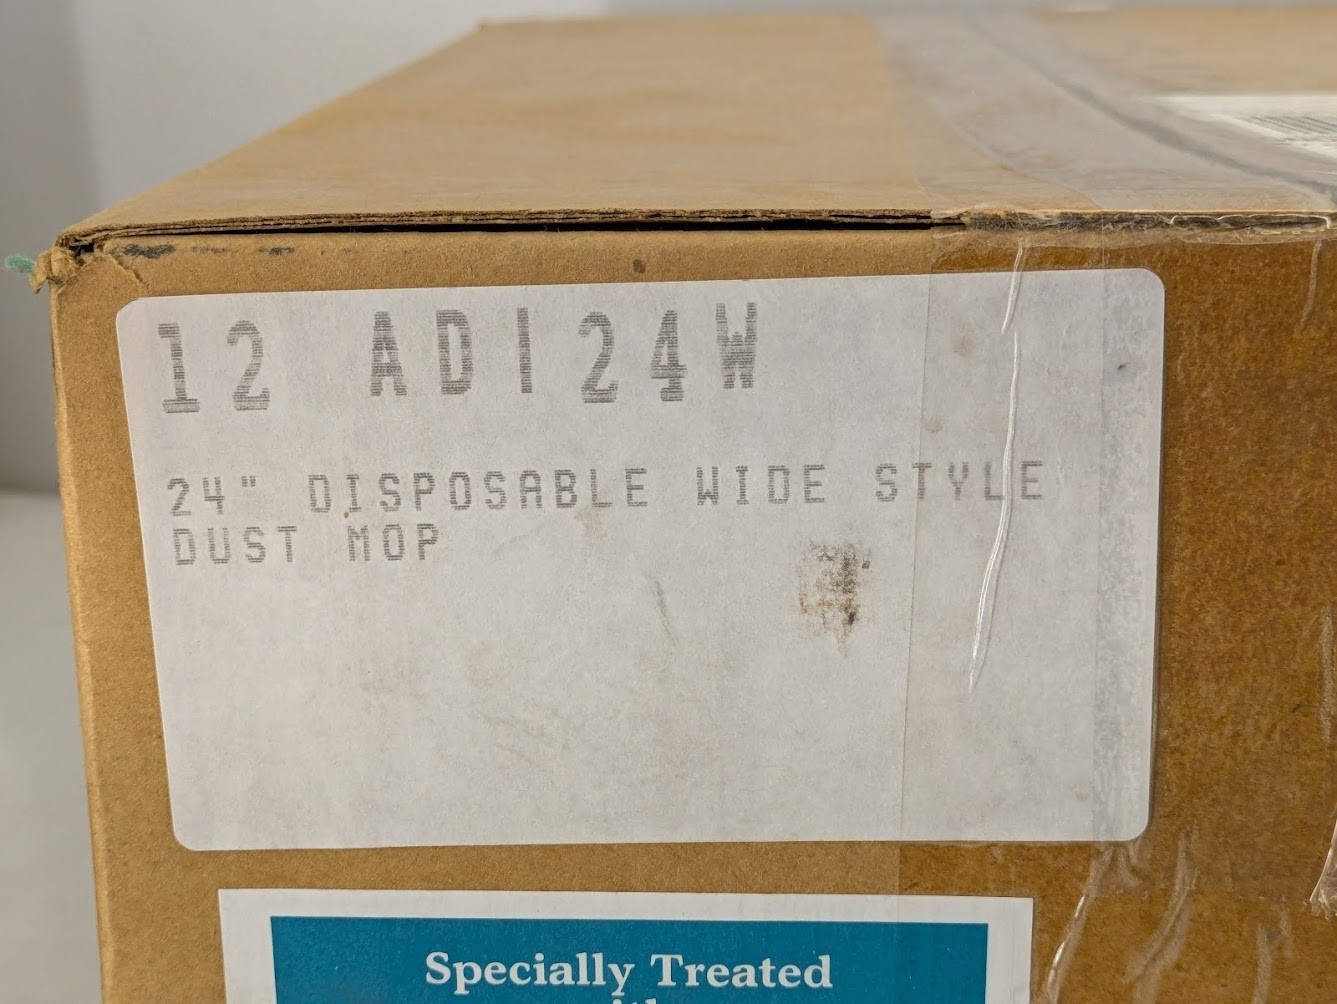 12 ADI24W
24" DISPOSABLE WIDE STYLE
DUST MOP
Specially Treated